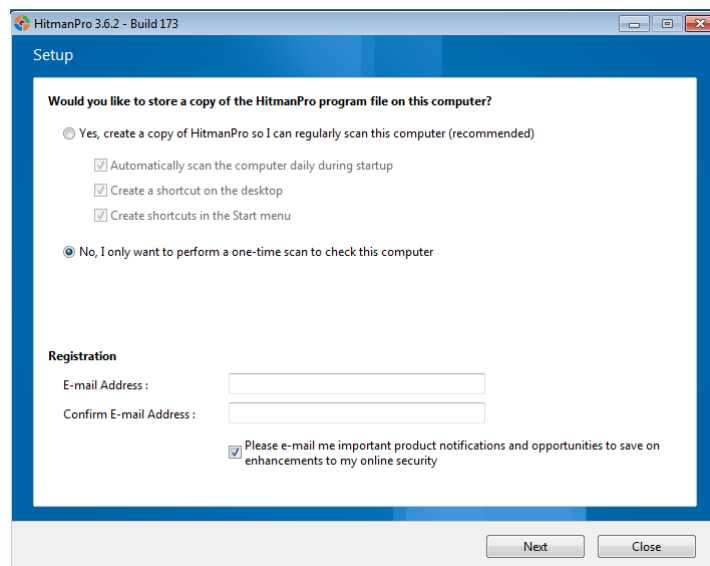 HitmanPro 3.6.2 - Build 173
Setup
Would you like to store a copy of the HitmanPro program file on this computer?
Yes, create a copy of HitmanPro so I can regularly scan this computer (recommended)
Automatically scan the computer daily during startup
Create a shortcut on the desktop
Create shortcuts in the Start menu
No, I only want to perform a one-time scan to check this computer
Registration
E-mail Address :
Confirm E-mail Address :
Please e-mail me important product notifications and opportunities to save on
enhancements to my online security
Next Close